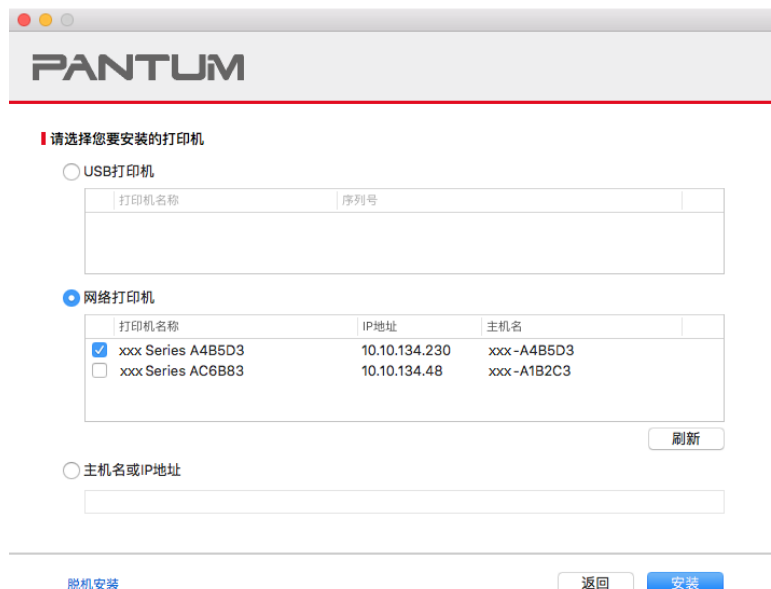 PANTUM
请选择您要安装的打印机
USB打印机
打印机名称 序列号
网络打印机
打印机名称 IP地址 主机名
xxx Series A4B5D3 10.10.134.230 xxx-A4B5D3
xxx Series AC6B83 10.10.134.48 xxx-A1B2C3
刷新
主机名或IP地址
脱机安装 返回 安装